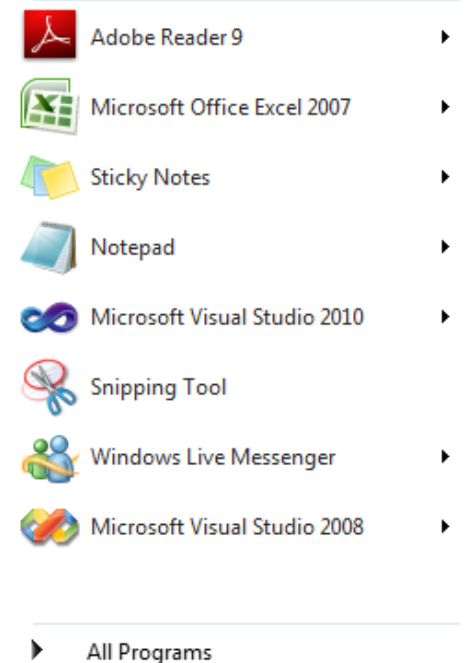 Adobe Reader 9
Microsoft Office Excel 2007
Sticky Notes
Notepad
Microsoft Visual Studio 2010
Snipping Tool
Windows Live Messenger
Microsoft Visual Studio 2008
All Programs